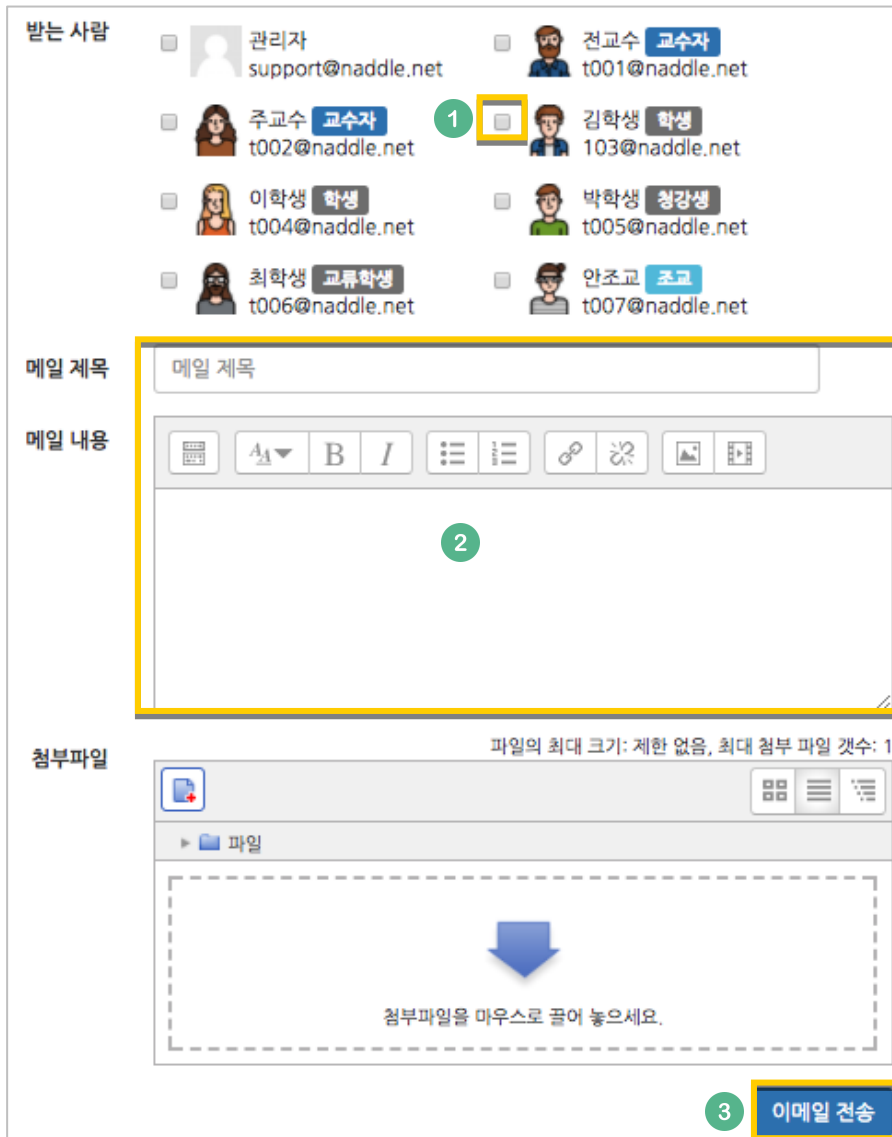 받는 사람
관리자
support@naddle.net
전교수 교수자
t001@naddle.net
주교수 교수자
t002@naddle.net
1
김학생 학생
103@naddle.net
이학생 학생
t004@naddle.net
박학생 청강생
t005@naddle.net
최학생 교류학생
t006@naddle.net
안조교 조교
t007@naddle.net
메일 제목
메일 제목
메일 내용
B I
2
첨부파일
파일의 최대 크기: 제한 없음, 최대 첨부 파일 갯수: 1
파일
첨부파일을 마우스로 끌어 놓으세요.
3
이메일 전송